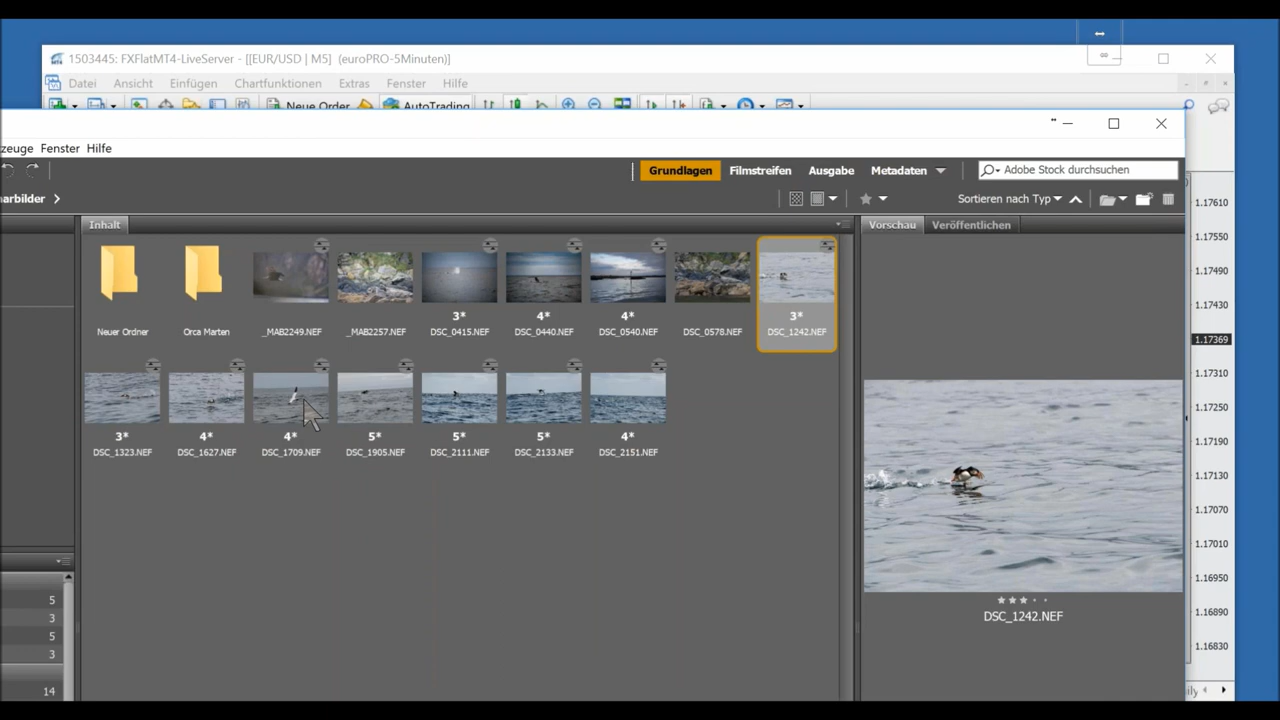 1503445: FXFlatMT4-LiveServer - [[EUR/USD | M5] (euroPRO-5Minuten)]
Datei Ansicht Einfügen Chartfunktionen Extras Fenster Hilfe
Neue Order AutoTrading
zeuge Fenster Hilfe
Grundlagen Filmstreifen Ausgabe Metadaten Adobe Stock durchsuchen
narbilder Sortieren nach Typ
Inhalt Vorschau Veröffentlichen
3* 4* 4* 3*
Neuer Ordner Orca Marten _MAB2249.NEF _MAB2257.NEF DSC_0415.NEF DSC_0440.NEF DSC_0540.NEF DSC_0578.NEF DSC_1242.NEF
3* 4* 4* 5* 5* 5* 4*
DSC_1323.NEF DSC_1627.NEF DSC_1709.NEF DSC_1905.NEF DSC_2111.NEF DSC_2133.NEF DSC_2151.NEF
DSC_1242.NEF
5
3
5
3
14
1.17610
1.17550
1.17490
1.17430
1.17369
1.17310
1.17250
1.17190
1.17130
1.17070
1.17010
1.16950
1.16890
1.16830
ily